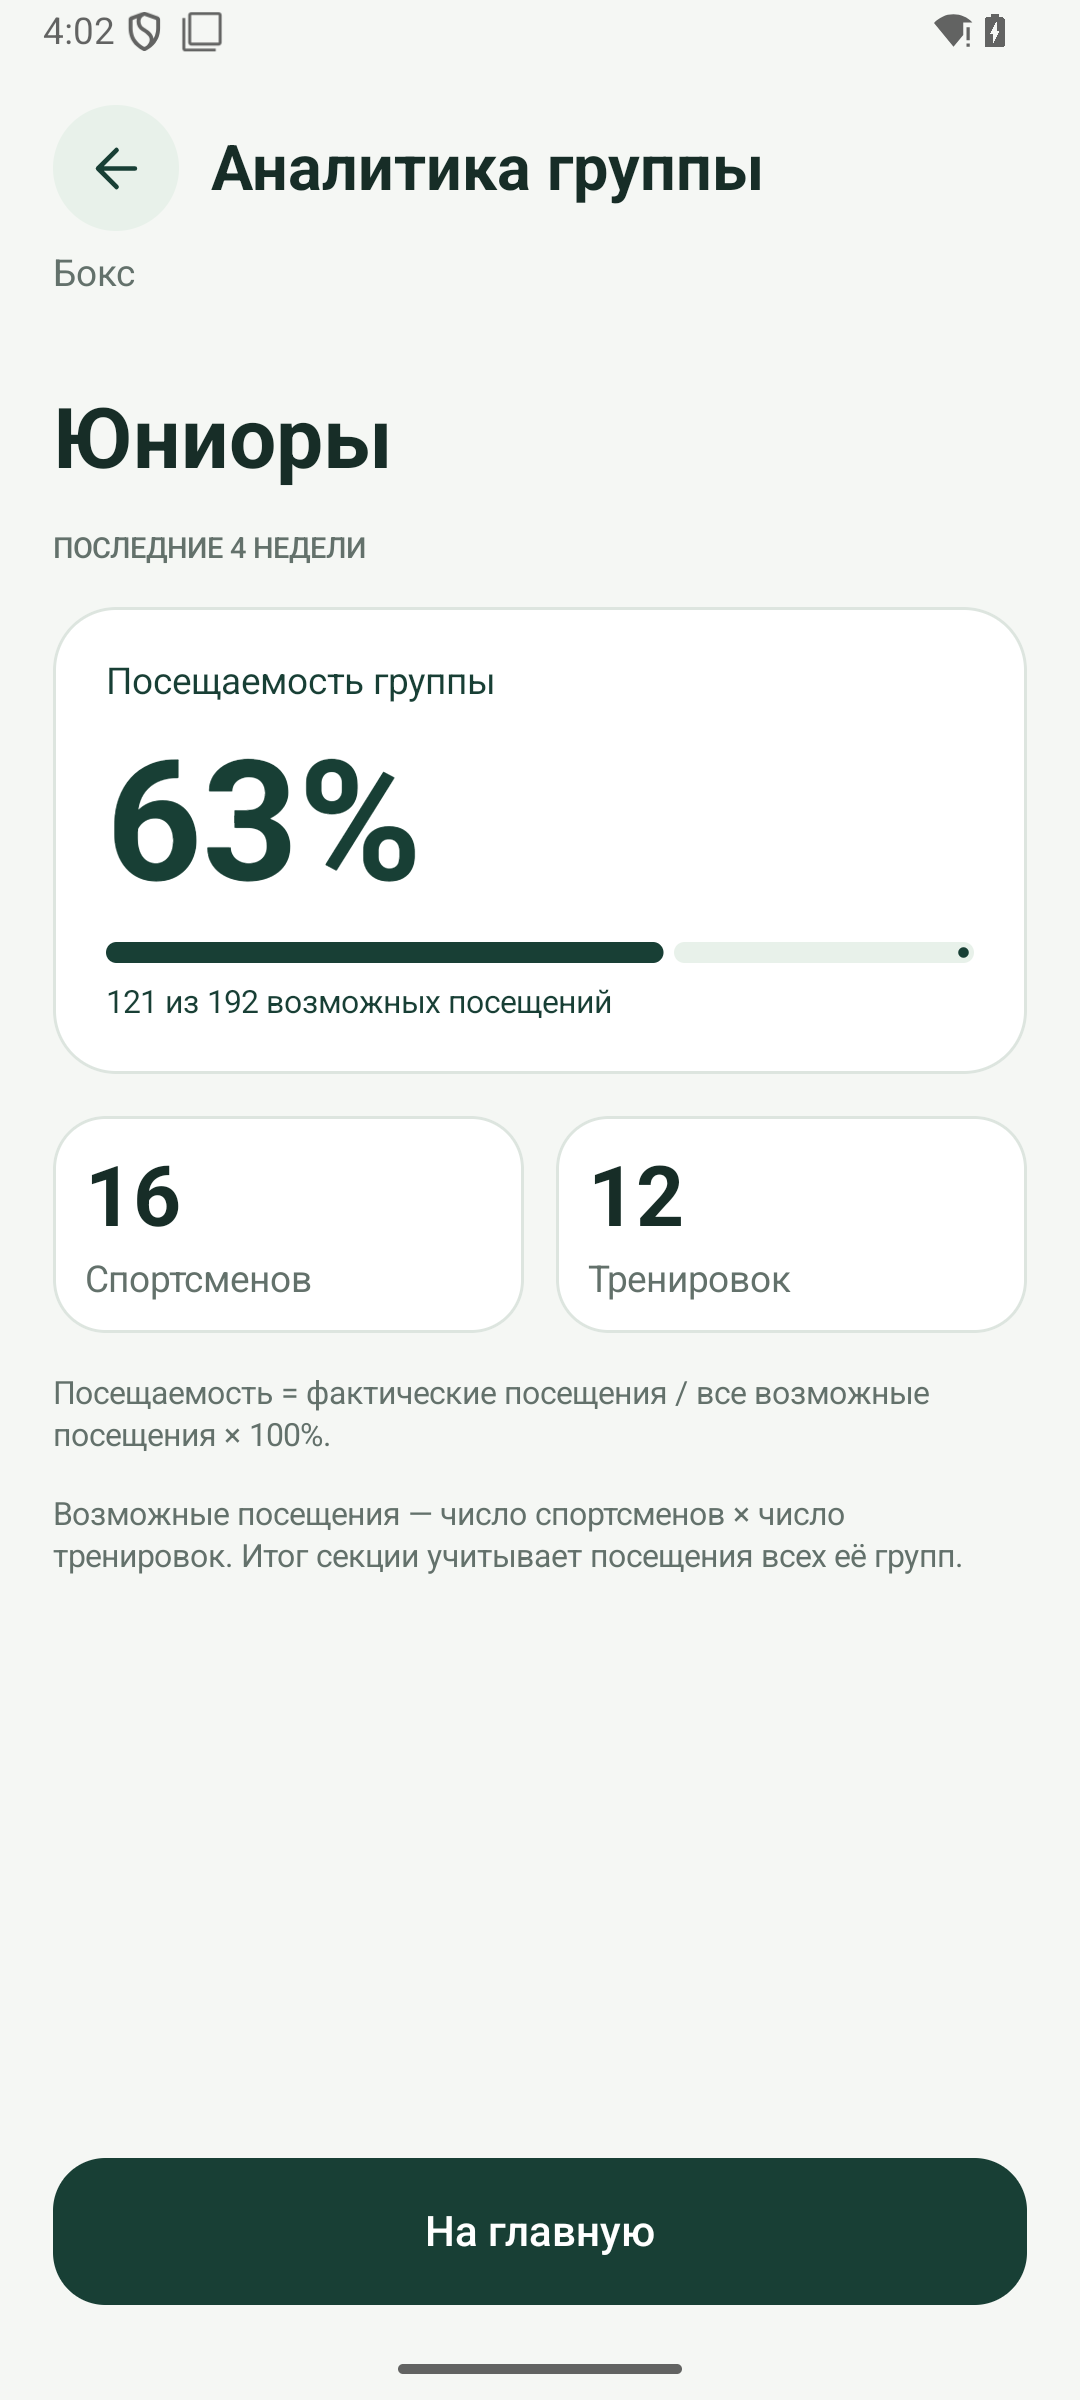 4:02
Аналитика группы
Бокс
Юниоры
ПОСЛЕДНИЕ 4 НЕДЕЛИ
Посещаемость группы
63%
121 из 192 возможных посещений
16
Спортсменов
12
Тренировок
Посещаемость = фактические посещения / все возможные
посещения × 100%.
Возможные посещения — число спортсменов × число
тренировок. Итог секции учитывает посещения всех её групп.
На главную